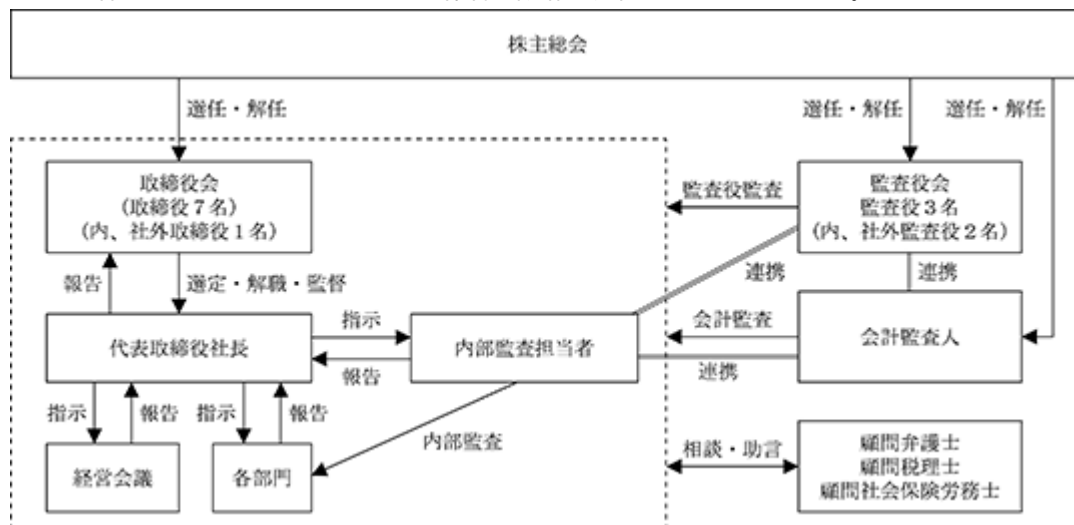 株主総会
選任・解任
選任・解任
選任・解任
取締役会
(取締役7名)
(内、社外取締役1名)
監査役監査
監査役会
監査役3名
(内、社外監査役2名)
報告
選定・解職・監督
連携
連携
代表取締役社長
指示
報告
内部監査担当者
会計監査
連携
会計監査人
指示
報告
指示
報告
内部監査
経営会議
各部門
相談・助言
顧問弁護士
顧問税理士
顧問社会保険労務士